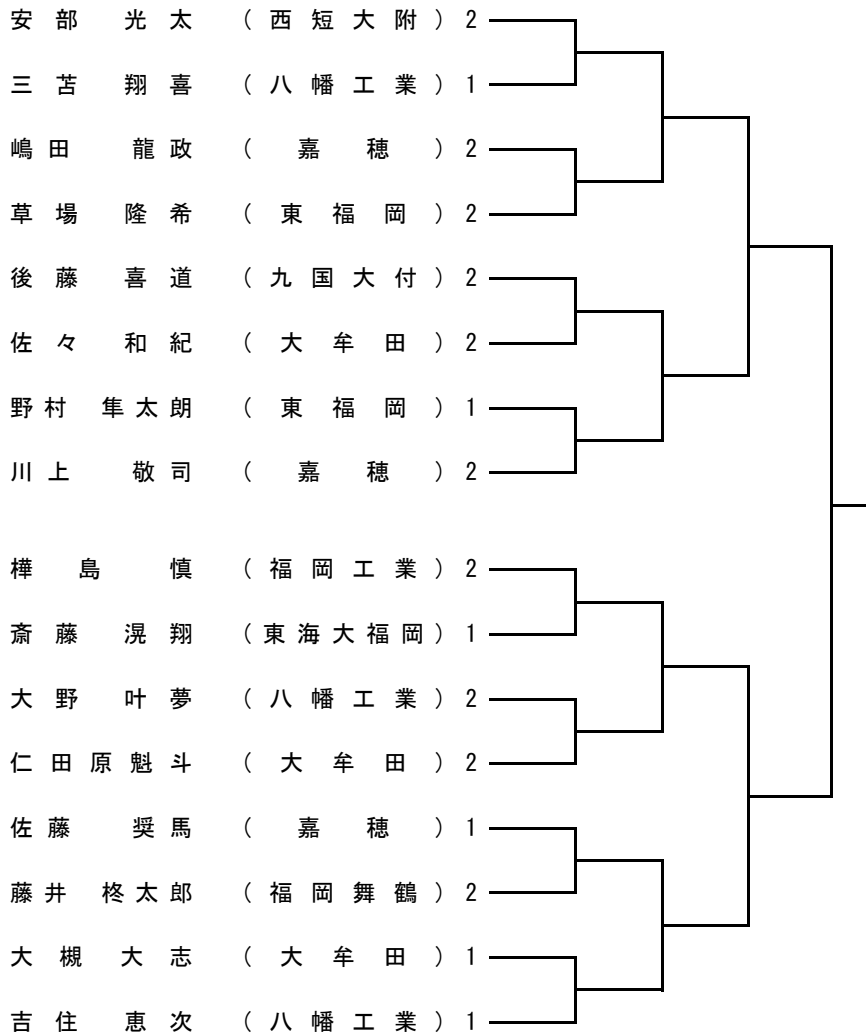 安部 光太 (西短大附) 2
三苫 翔喜 (八幡工業) 1
嶋田 龍政 (嘉穂) 2
草場 隆希 (東福岡) 2
後藤 喜道 (九国大付) 2
佐々 和紀 (大牟田) 2
野村 隼太朗 (東福岡) 1
川上 敬司 (嘉穂) 2
樺島 慎 (福岡工業) 2
斎藤 滉翔 (東海大福岡) 1
大野 叶夢 (八幡工業) 2
仁田原魁斗 (大牟田) 2
佐藤 奨馬 (嘉穂) 1
藤井 柊太郎 (福岡舞鶴) 2
大槻 大志 (大牟田) 1
吉住 恵次 (八幡工業) 1